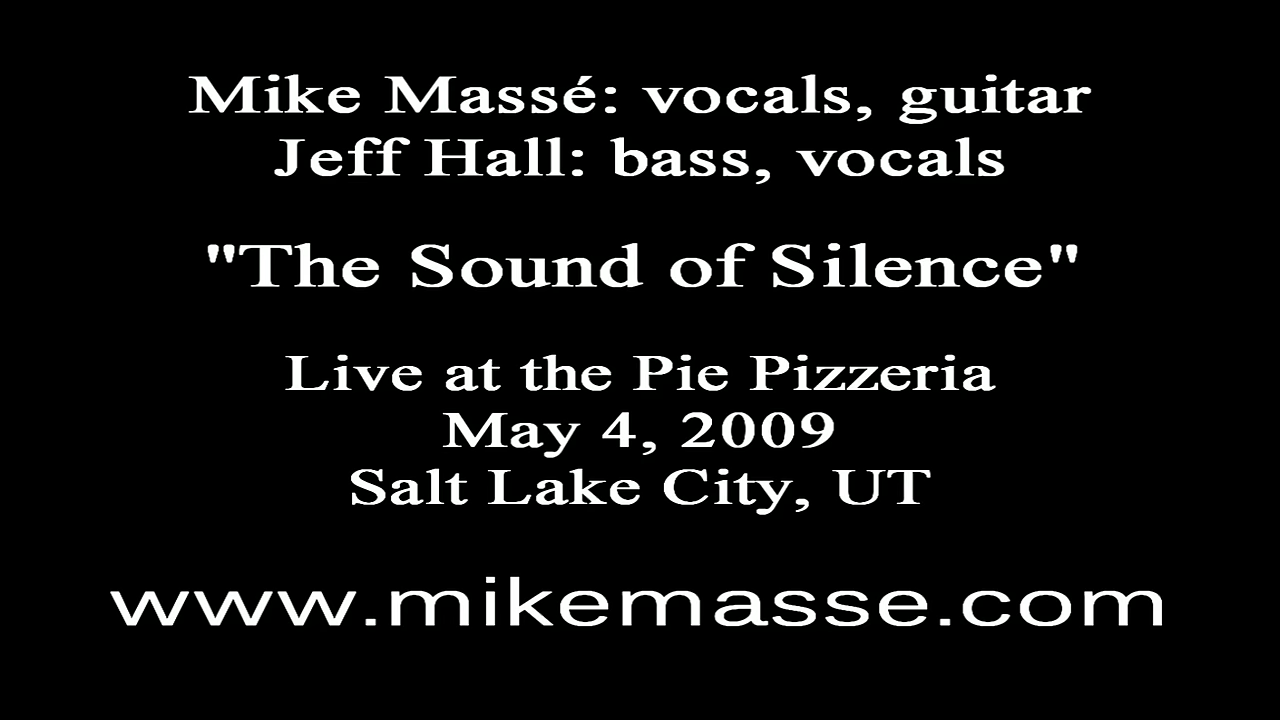 Mike Massé: vocals, guitar
Jeff Hall: bass, vocals
"The Sound of Silence"
Live at the Pie Pizzeria
May 4, 2009
Salt Lake City, UT
www.mikemasse.com